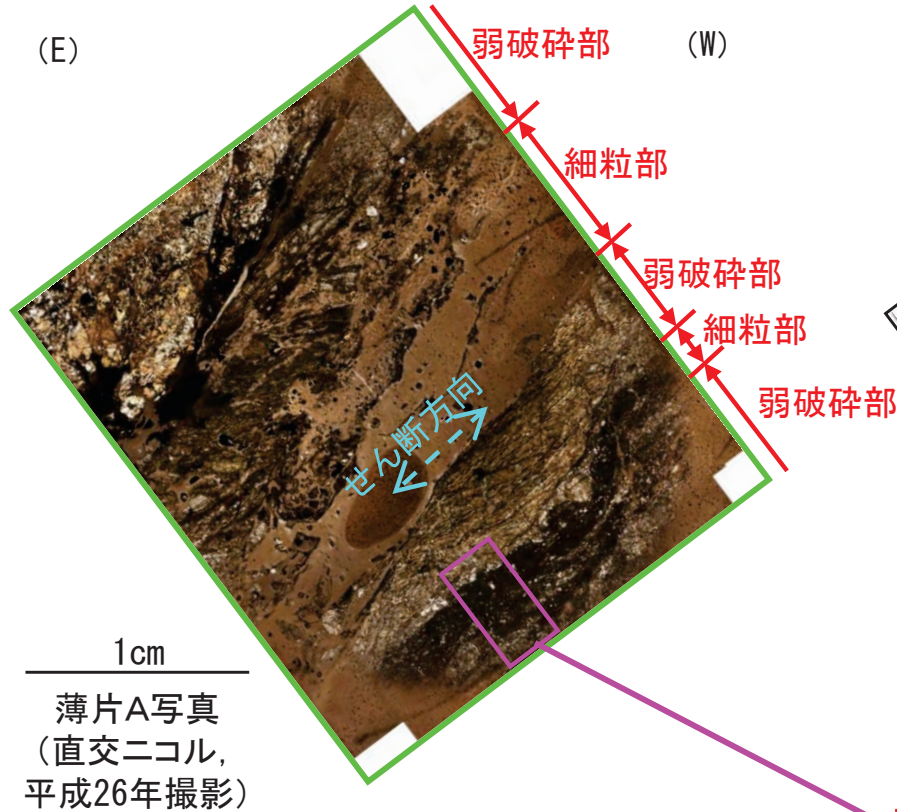 (E)
弱破砕部
(W)
細粒部
弱破砕部
細粒部
弱破砕部
せん断方向
1cm
薄片A写真
(直交ニコル,
平成26年撮影)